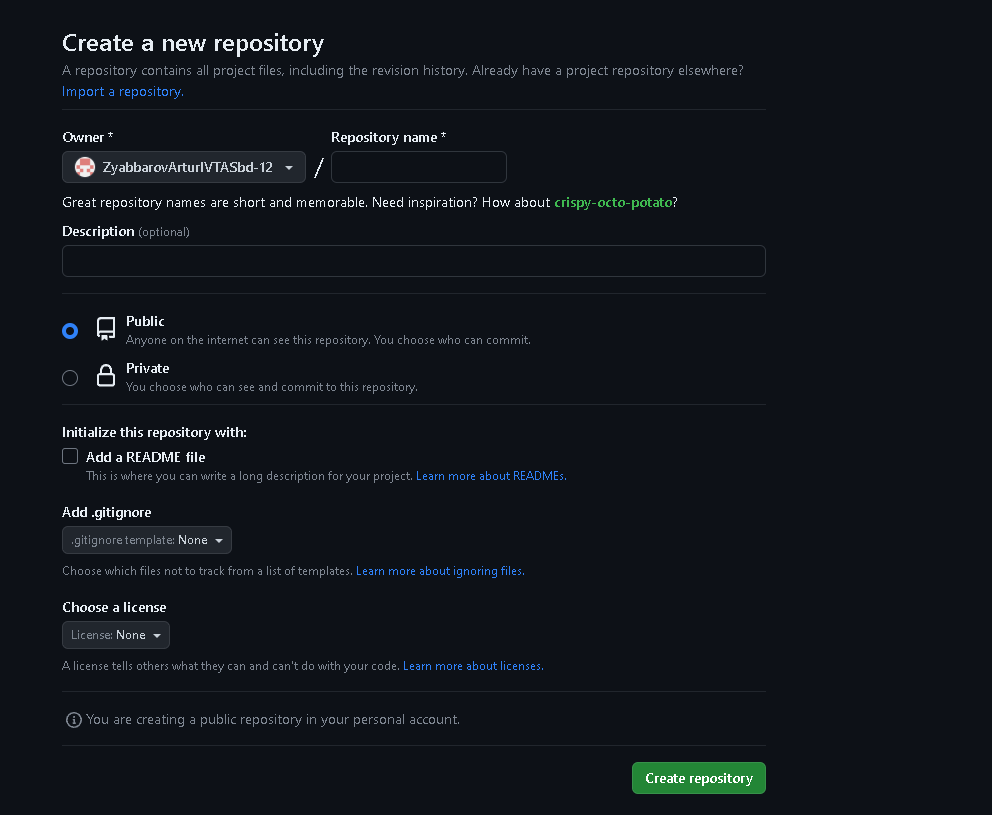 Create a new repository
A repository contains all project files, including the revision history. Already have a project repository elsewhere?
Import a repository.
Owner *
Repository name *
ZyabbarovArturIVTASbd-12
/
Great repository names are short and memorable. Need inspiration? How about crispy-octo-potato?
Description (optional)
Public
Anyone on the internet can see this repository. You choose who can commit.
Private
You choose who can see and commit to this repository.
Initialize this repository with:
Add a README file
This is where you can write a long description for your project. Learn more about READMEs.
Add .gitignore
.gitignore template: None
Choose which files not to track from a list of templates. Learn more about ignoring files.
Choose a license
License: None
A license tells others what they can and can't do with your code. Learn more about licenses.
You are creating a public repository in your personal account.
Create repository